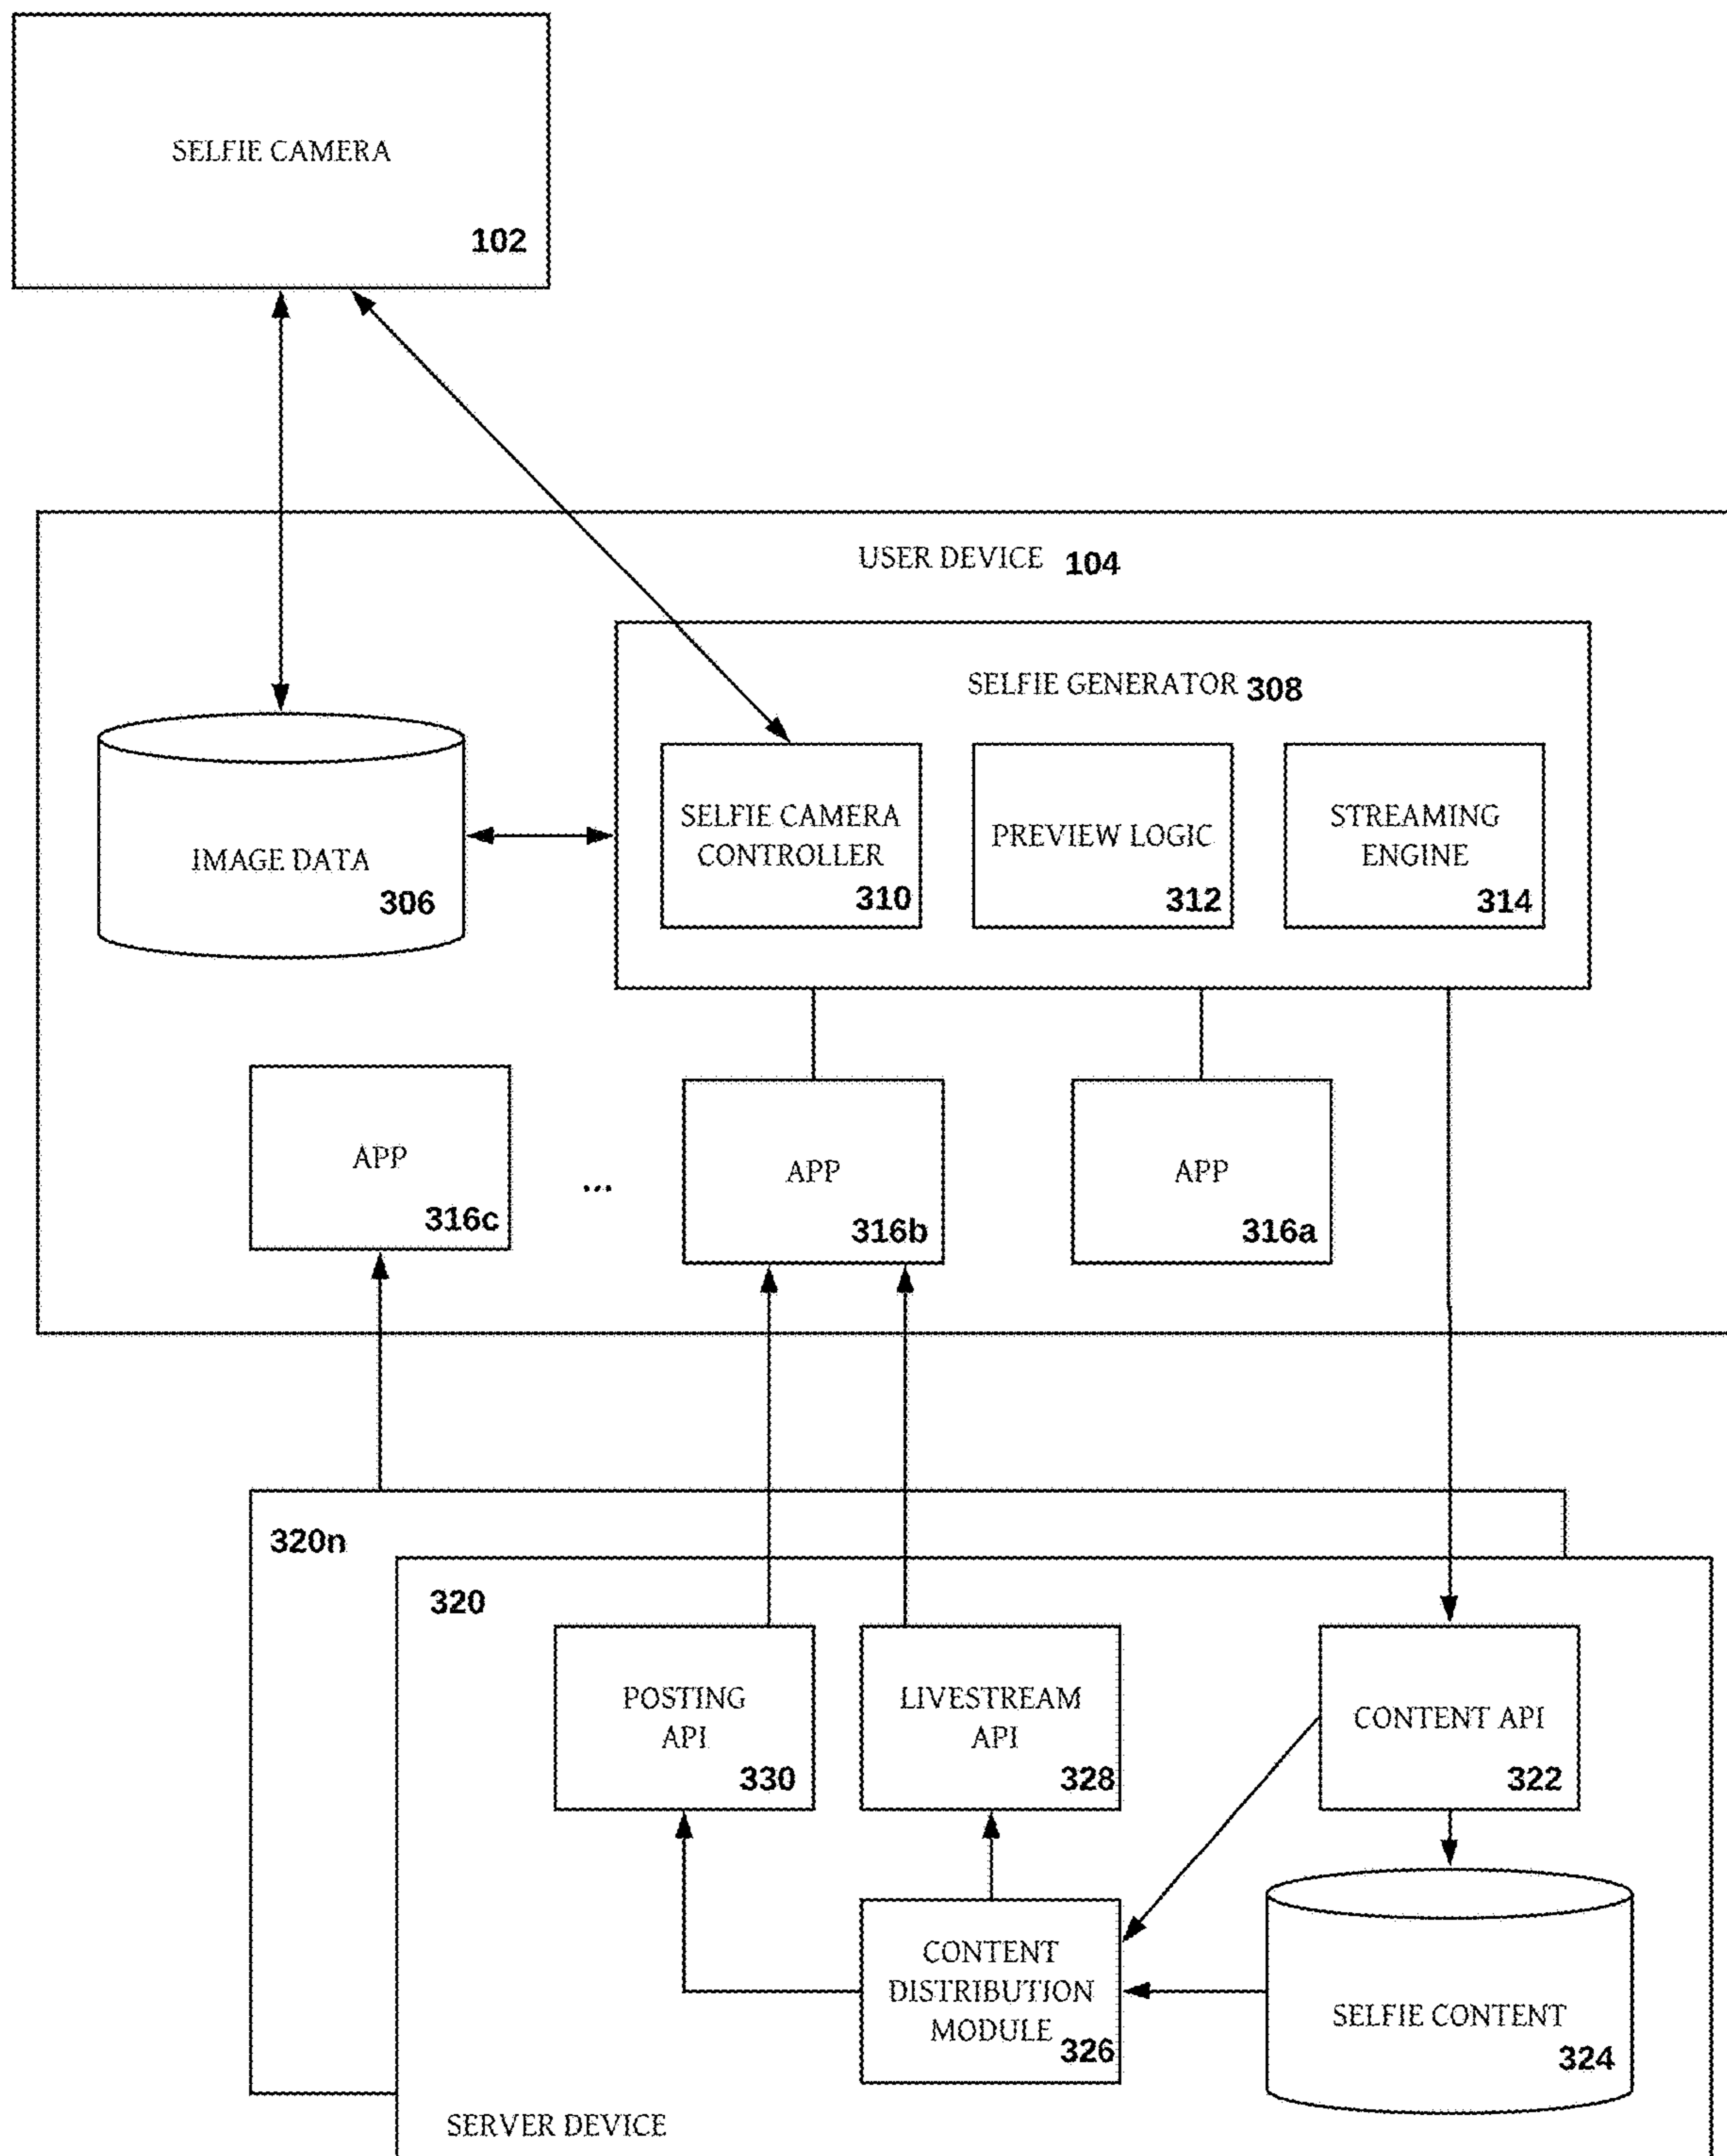 SELFIE CAMERA
102
USER DEVICE 104
SELFIE GENERATOR 308
SELFIE CAMERA
CONTROLLER
310
PREVIEW LOGIC
312
STREAMING
ENGINE
314
IMAGE DATA
306
APP
316c
...
APP
316b
APP
316a
320n
320
POSTING
API
330
LIVESTREAM
API
328
CONTENT API
322
CONTENT
DISTRIBUTION
MODULE
326
SELFIE CONTENT
324
SERVER DEVICE